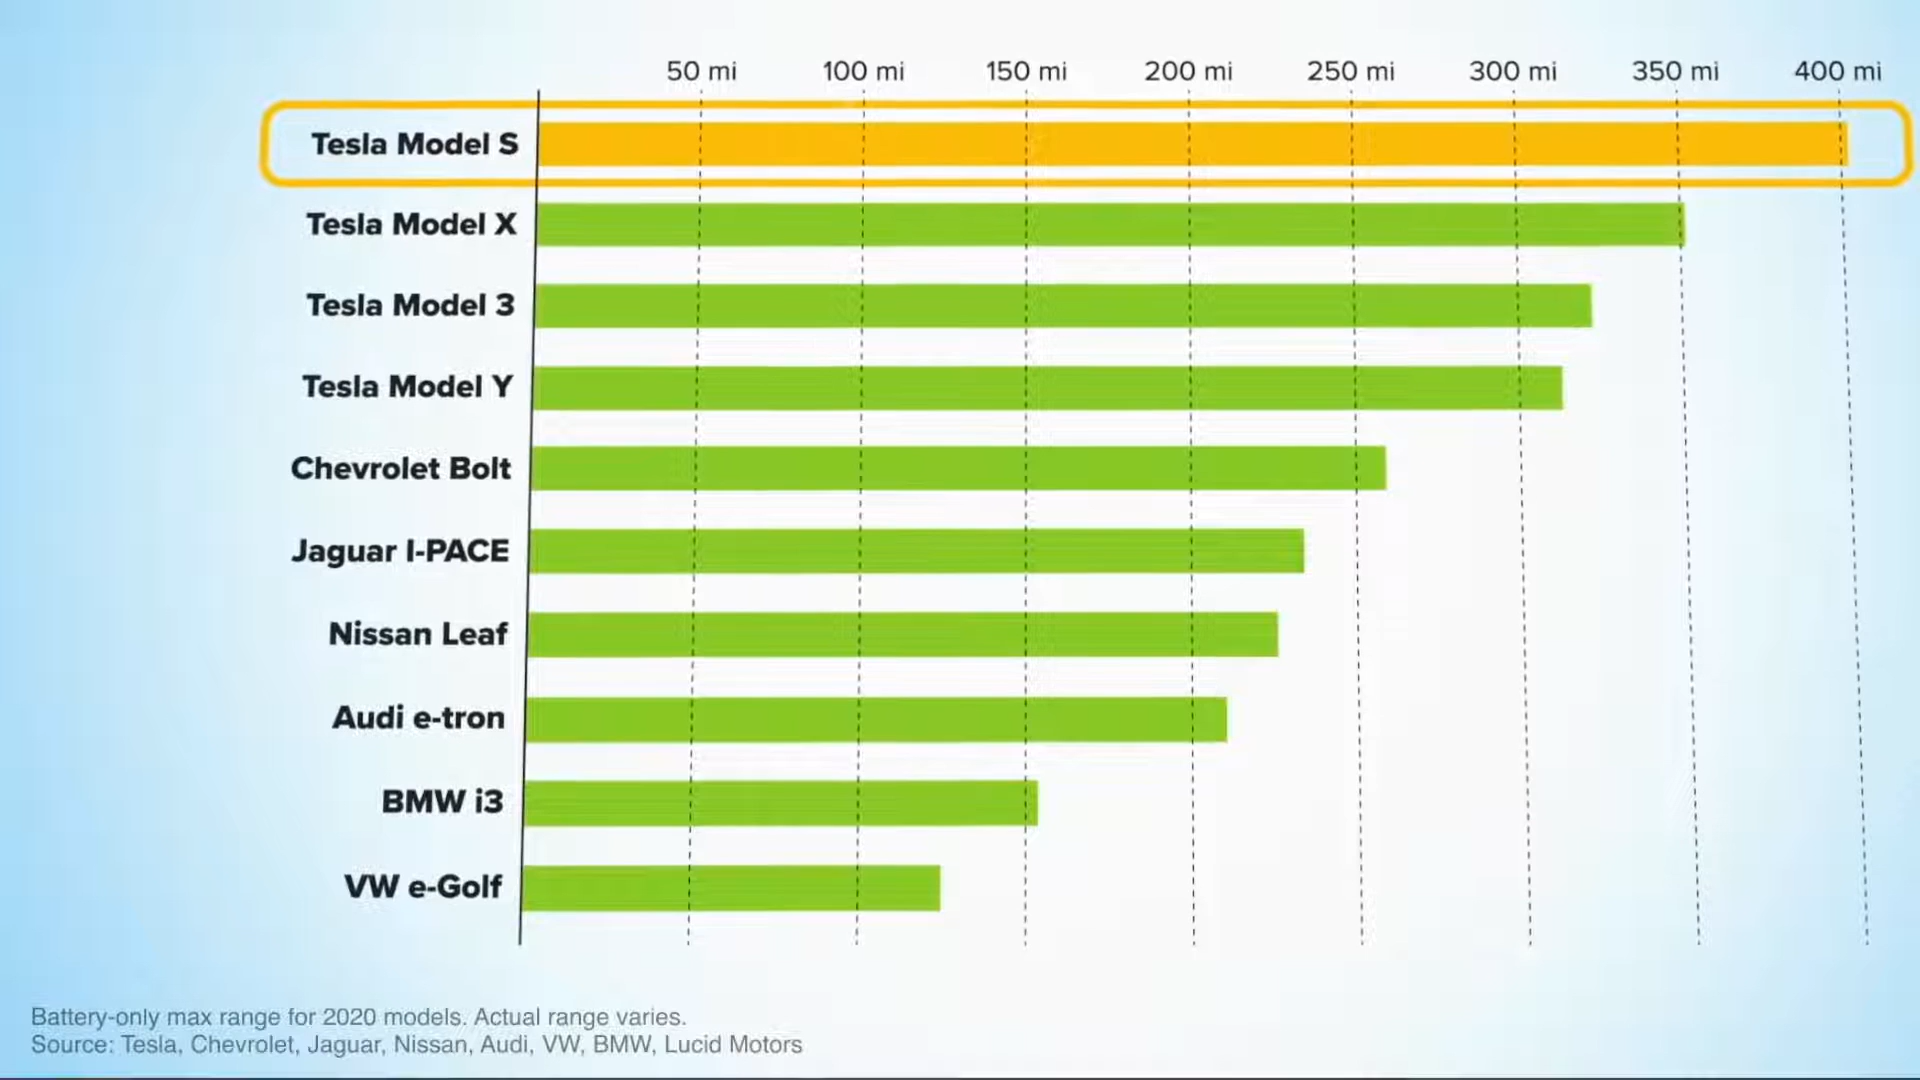 50 mi 100 mi 150 mi 200 mi 250 mi 300 mi 350 mi 400 mi
Tesla Model S
Tesla Model X
Tesla Model 3
Tesla Model Y
Chevrolet Bolt
Jaguar I-PACE
Nissan Leaf
Audi e-tron
BMW i3
VW e-Golf
Battery-only max range for 2020 models. Actual range varies.
Source: Tesla, Chevrolet, Jaguar, Nissan, Audi, VW, BMW, Lucid Motors